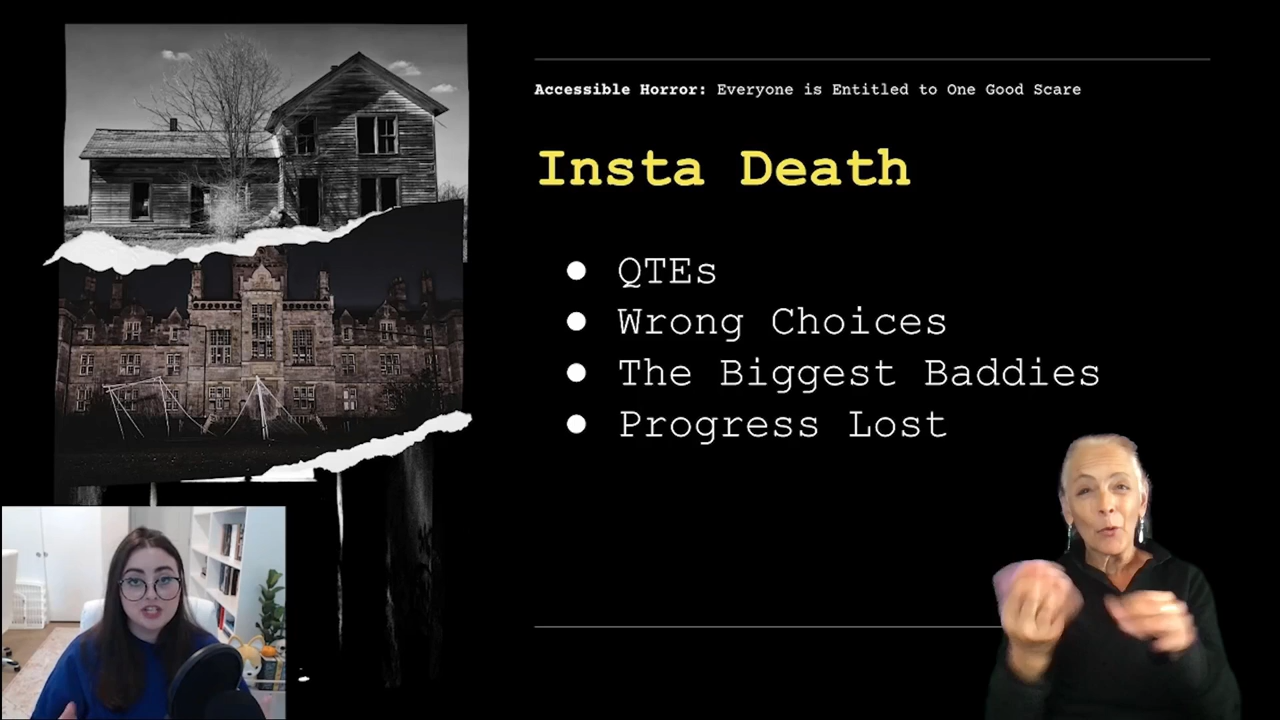 Accessible Horror: Everyone is Entitled to One Good Scare
Insta Death
● QTEs
● Wrong Choices
● The Biggest Baddies
● Progress Lost